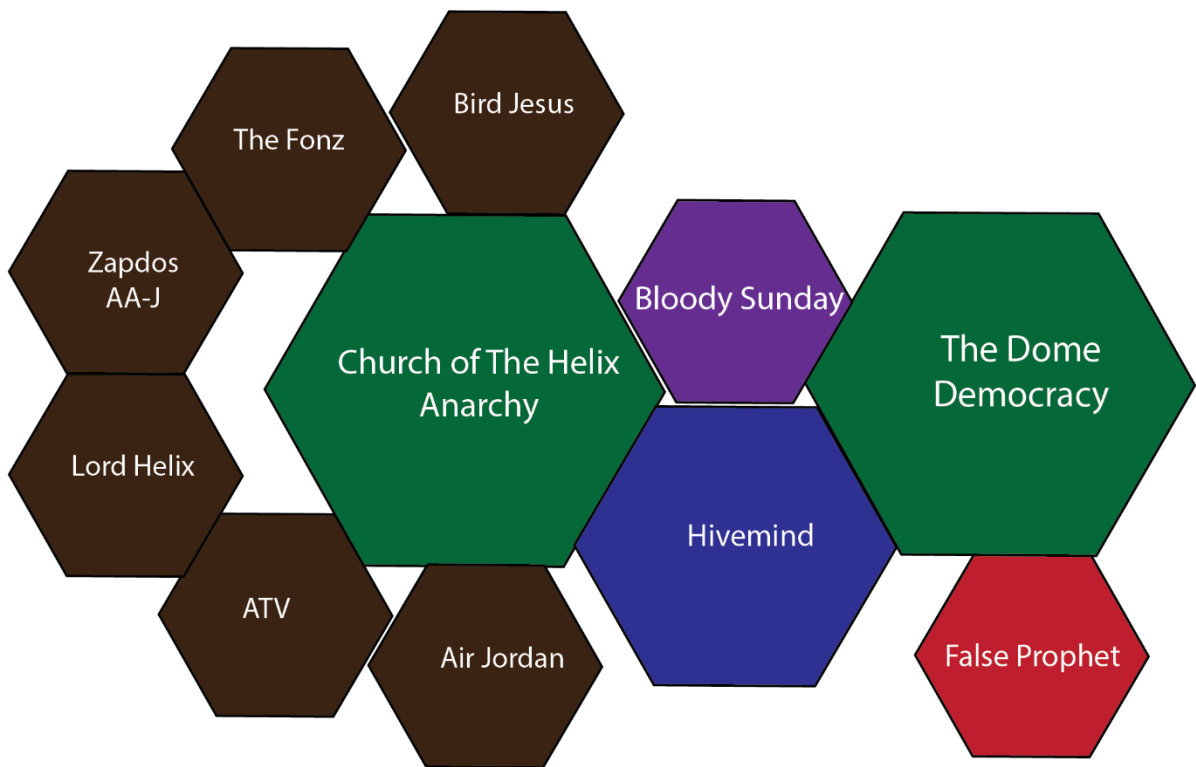 Bird Jesus
The Fonz
Zapdos
AA-J
Bloody Sunday
Church of The Helix
Anarchy
The Dome
Democracy
Lord Helix
Hivemind
ATV
Air Jordan
False Prophet